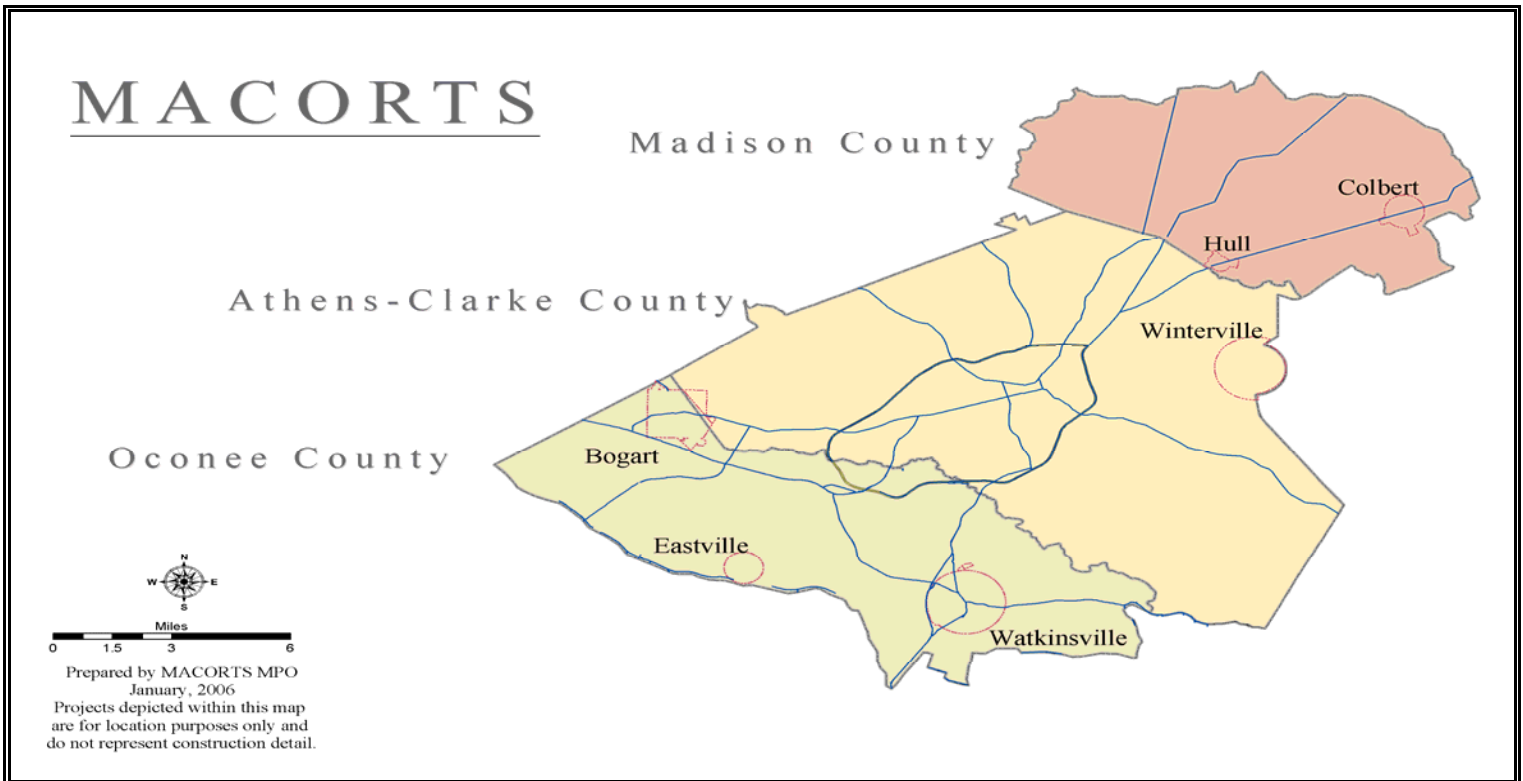 MACORTS
Madison County
Colbert
Hull
Athens-Clarke County
Winterville
Oconee County
Bogart
Eastville
Watkinsville
N
W E
S
Miles
0 1.5 3 6
Prepared by MACORTS MPO
January, 2006
Projects depicted within this map
are for location purposes only and
do not represent construction detail.